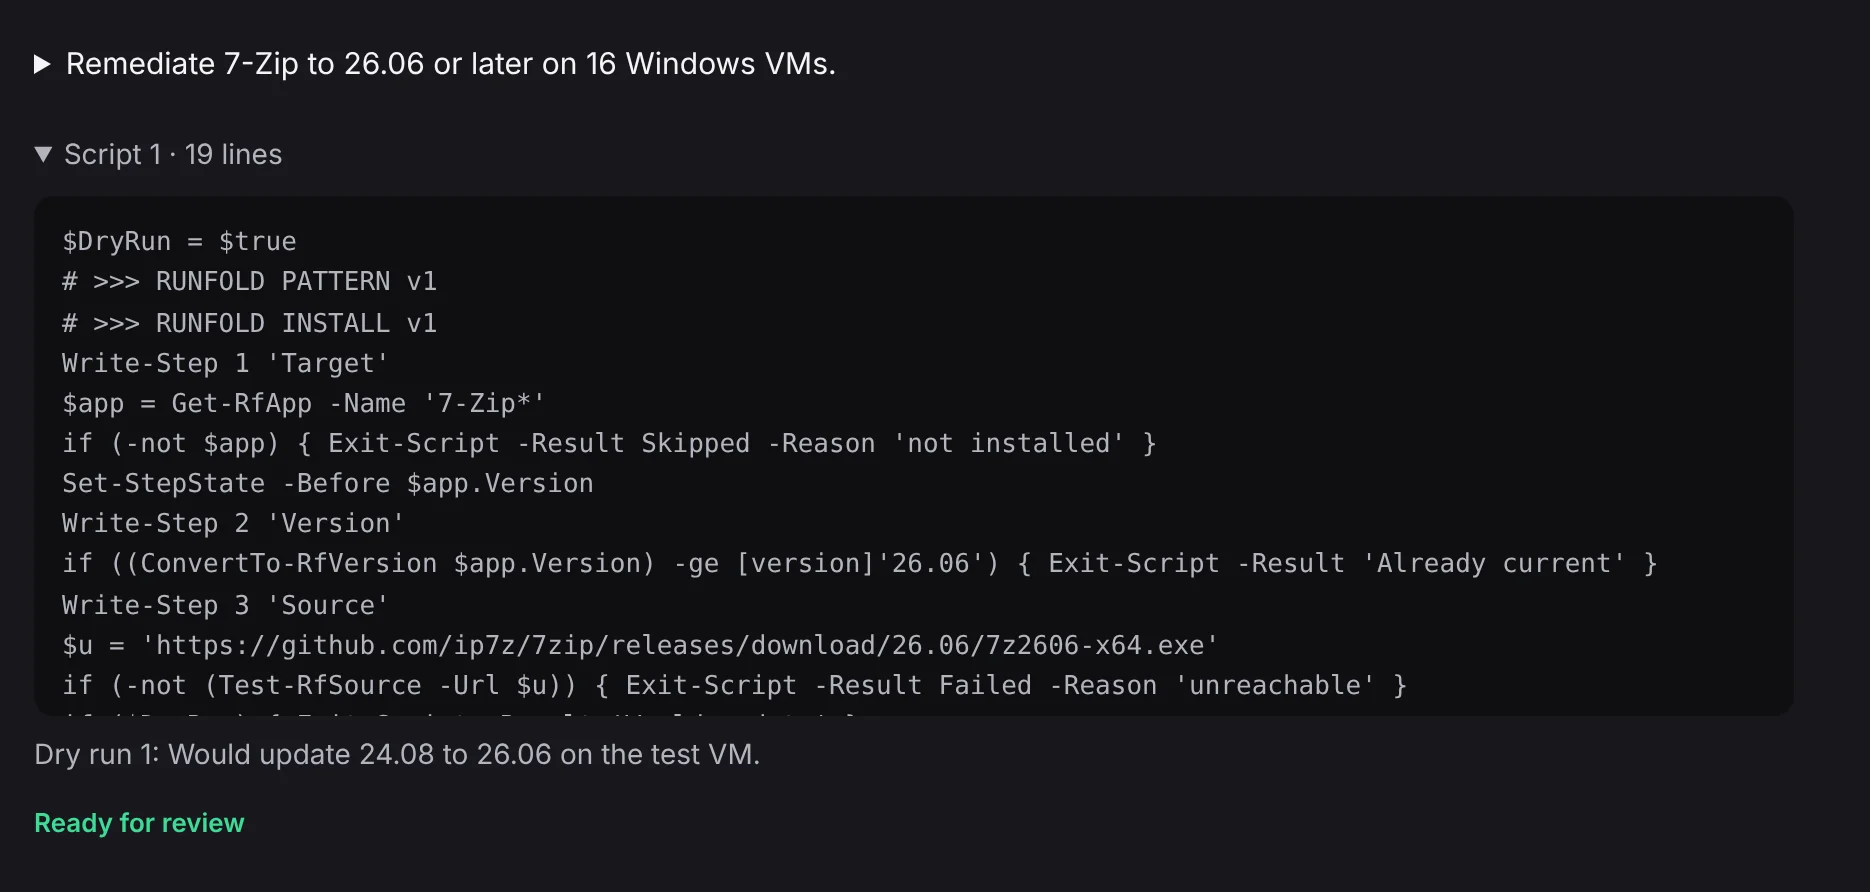 Remediate 7-Zip to 26.06 or later on 16 Windows VMs.
Script 1 · 19 lines
$DryRun = $true
# >>> RUNFOLD PATTERN v1
# >>> RUNFOLD INSTALL v1
Write-Step 1 'Target'
$app = Get-RfApp -Name '7-Zip*'
if (-not $app) { Exit-Script -Result Skipped -Reason 'not installed' }
Set-StepState -Before $app.Version
Write-Step 2 'Version'
if ((ConvertTo-RfVersion $app.Version) -ge [version]'26.06') { Exit-Script -Result 'Already current' }
Write-Step 3 'Source'
$u = 'https://github.com/ip7z/7zip/releases/download/26.06/7z2606-x64.exe'
if (-not (Test-RfSource -Url $u)) { Exit-Script -Result Failed -Reason 'unreachable' }
Dry run 1: Would update 24.08 to 26.06 on the test VM.
Ready for review